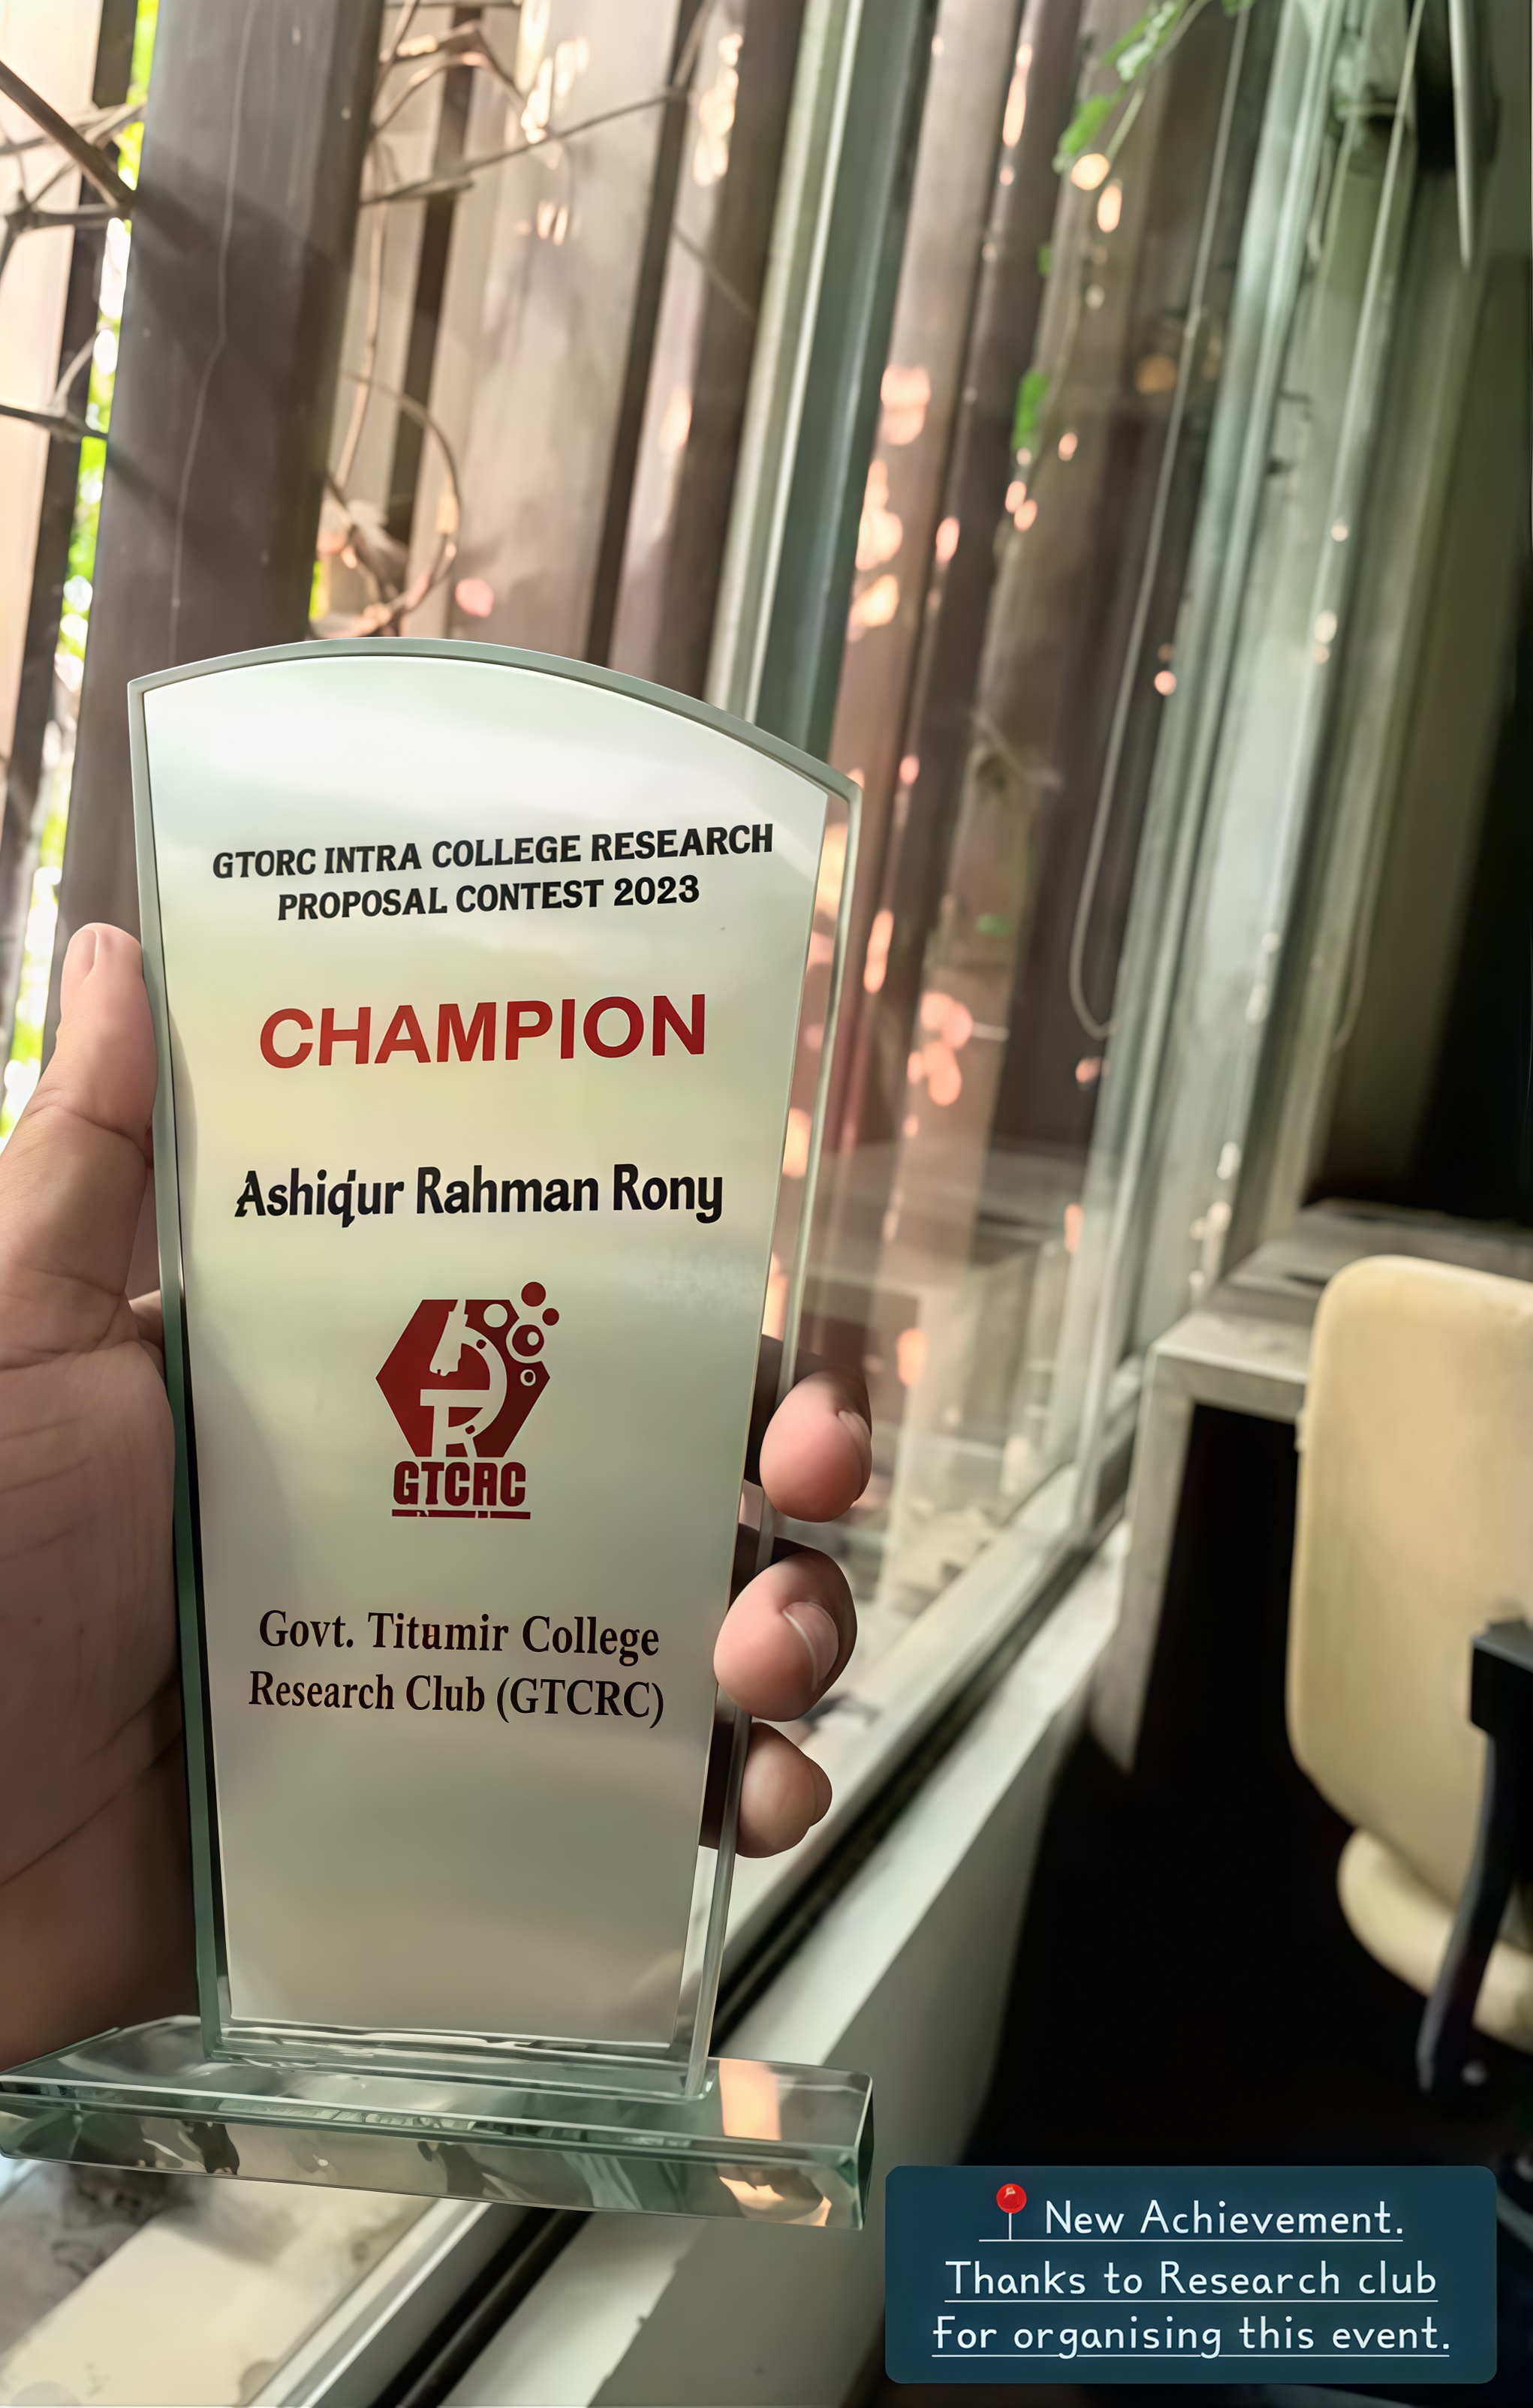 GTORC INTRA COLLEGE RESEARCH
PROPOSAL CONTEST 2023
CHAMPION
Ashiqur Rahman Rony
GTCRC
Govt. Titumir College
Research Club (GTCRC)
📍 New Achievement.
Thanks to Research club
For organising this event.